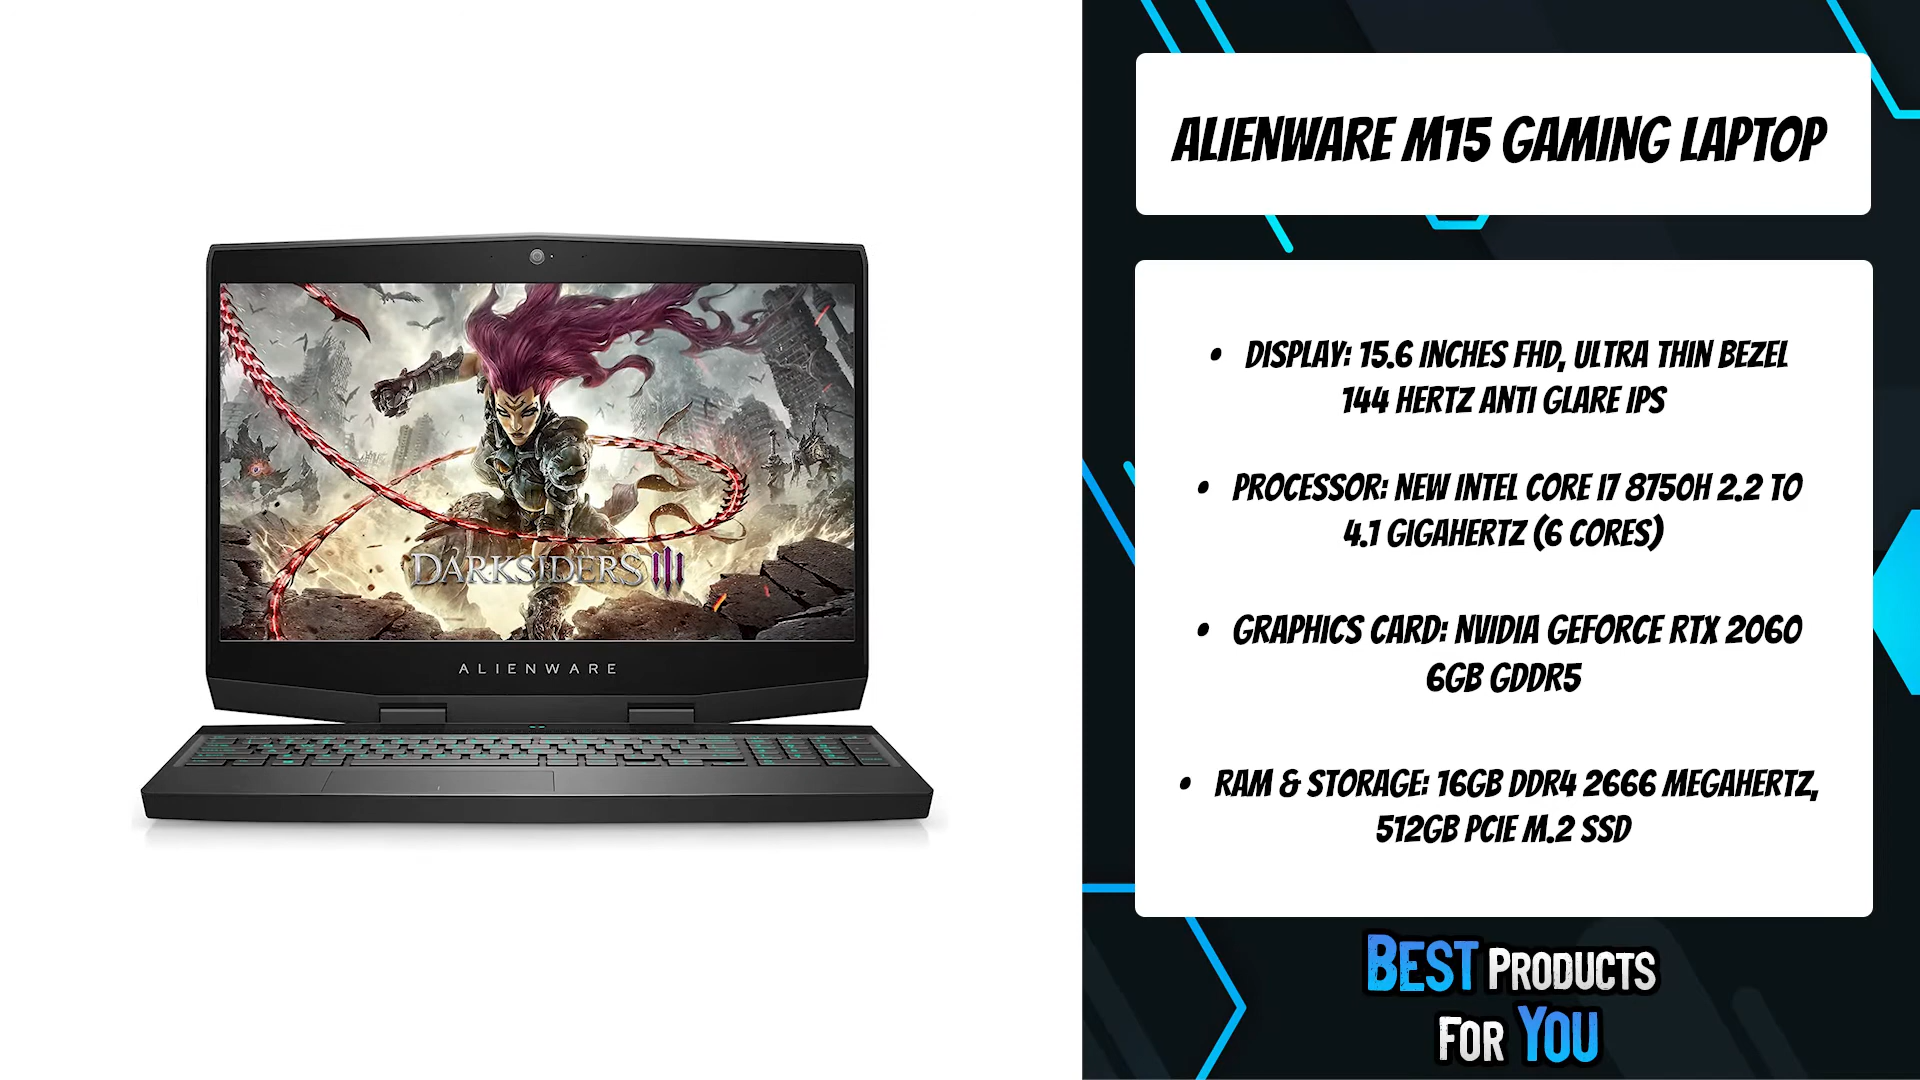 DARKSIDERS III
ALIENWARE
ALIENWARE M15 GAMING LAPTOP
• DISPLAY: 15.6 INCHES FHD, ULTRA THIN BEZEL
144 HERTZ ANTI GLARE IPS
• PROCESSOR: NEW INTEL CORE I7 8750H 2.2 TO
4.1 GIGAHERTZ (6 CORES)
• GRAPHICS CARD: NVIDIA GEFORCE RTX 2060
6GB GDDR5
• RAM & STORAGE: 16GB DDR4 2666 MEGAHERTZ,
512GB PCIE M.2 SSD
BEST PRODUCTS
FOR YOU